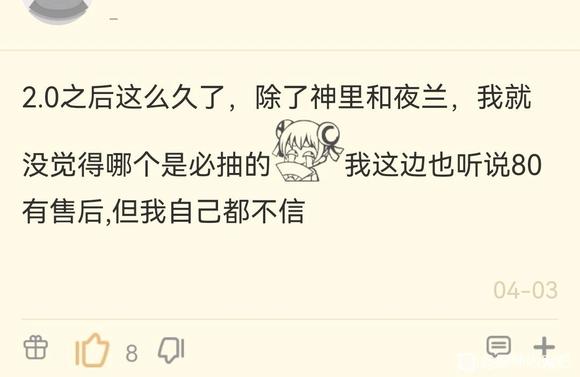 2.0之后这么久了，除了神里和夜兰，我就
没觉得哪个是必抽的我这边也听说80
有售后,但我自己都不信
04-03
8